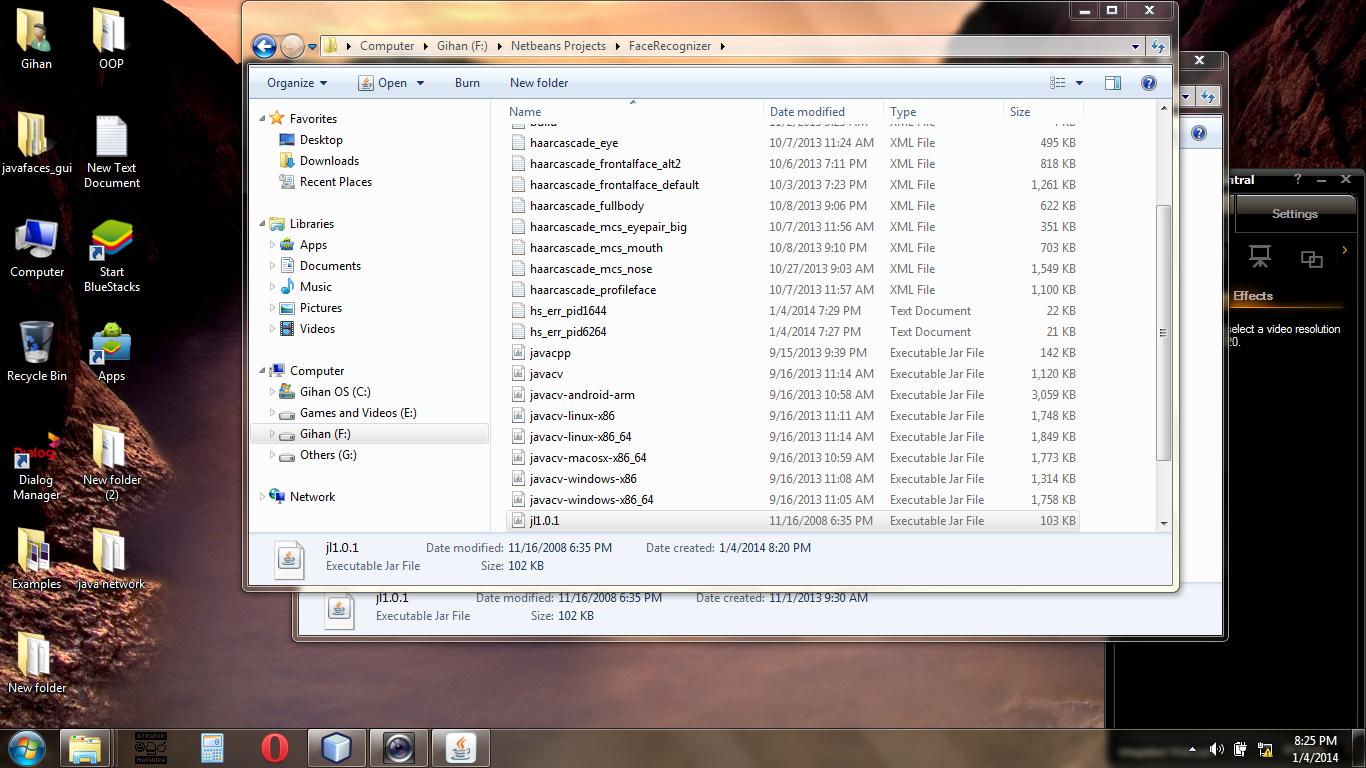 Gihan
OOP
javafaces_gui
New Text
Document
Computer
Start
BlueStacks
Recycle Bin
Apps
Dialog
Dialog
Manager
New folder
(2)
Examples
java network
New folder
Computer
Gihan (F:)
Netbeans Projects
FaceRecognizer
Organize
Open
Burn
New folder
Favorites
Desktop
Downloads
Recent Places
Libraries
Apps
Documents
Music
Pictures
Videos
Computer
Gihan OS (C:)
Games and Videos (E:)
Gihan (F:)
Others (G:)
Network
Name Date modified Type Size
haarcascade_eye 10/7/2013 11:24 AM XML File 495 KB
haarcascade_frontalface_alt2 10/6/2013 7:11 PM XML File 818 KB
haarcascade_frontalface_default 10/3/2013 7:23 PM XML File 1,261 KB
haarcascade_fullbody 10/8/2013 9:06 PM XML File 622 KB
haarcascade_mcs_eyepair_big 10/7/2013 11:56 AM XML File 351 KB
haarcascade_mcs_mouth 10/8/2013 9:10 PM XML File 703 KB
haarcascade_mcs_nose 10/27/2013 9:03 AM XML File 1,549 KB
haarcascade_profileface 10/7/2013 11:57 AM XML File 1,100 KB
hs_err_pid1644 1/4/2014 7:29 PM Text Document 22 KB
hs_err_pid6264 1/4/2014 7:27 PM Text Document 21 KB
javacpp 9/15/2013 9:39 PM Executable Jar File 142 KB
javacv 9/16/2013 11:14 AM Executable Jar File 1,120 KB
javacv-android-arm 9/16/2013 10:58 AM Executable Jar File 3,059 KB
javacv-linux-x86 9/16/2013 11:11 AM Executable Jar File 1,748 KB
javacv-linux-x86_64 9/16/2013 11:14 AM Executable Jar File 1,849 KB
javacv-macosx-x86_64 9/16/2013 10:59 AM Executable Jar File 1,773 KB
javacv-windows-x86 9/16/2013 11:08 AM Executable Jar File 1,314 KB
javacv-windows-x86_64 9/16/2013 11:05 AM Executable Jar File 1,758 KB
jl1.0.1 11/16/2008 6:35 PM Executable Jar File 103 KB
jl1.0.1 Date modified: 11/16/2008 6:35 PM Date created: 1/4/2014 8:20 PM
Executable Jar File Size: 102 KB
jl1.0.1 Date modified: 11/16/2008 6:35 PM Date created: 11/1/2013 9:30 AM
Executable Jar File Size: 102 KB
ntral
Settings
Effects
select a video resolution
20.
මධුර
MADHURA
8:25 PM
1/4/2014